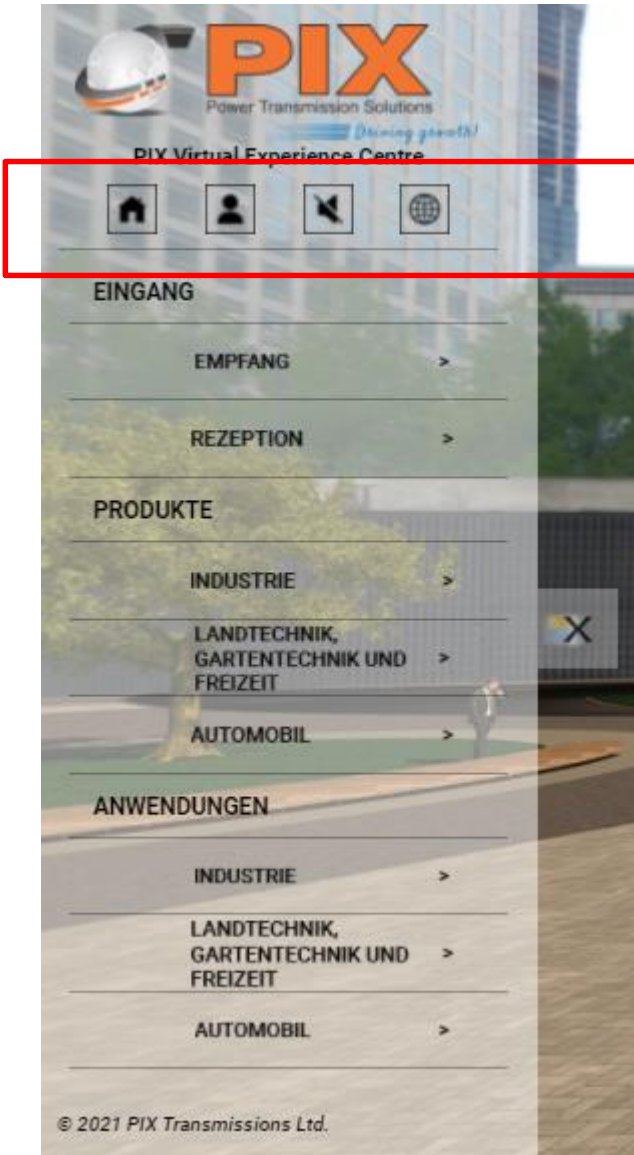 PIX
Power Transmission Solutions
Driving growth!
PIX Virtual Experience Centre
EINGANG
EMPFANG >
REZEPTION >
PRODUKTE
INDUSTRIE >
LANDTECHNIK,
GARTENTECHNIK UND >
FREIZEIT
AUTOMOBIL >
ANWENDUNGEN
INDUSTRIE >
LANDTECHNIK,
GARTENTECHNIK UND >
FREIZEIT
AUTOMOBIL >
© 2021 PIX Transmissions Ltd.